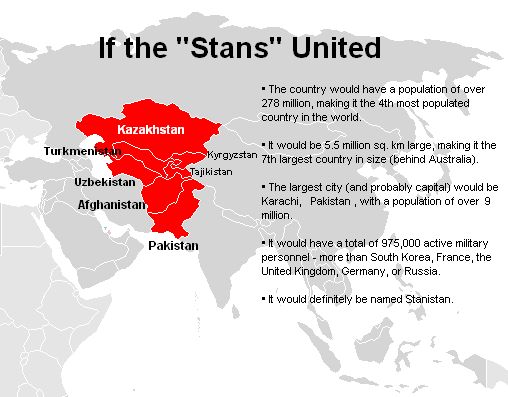 If the "Stans" United
• The country would have a population of over
278 million, making it the 4th most populated
country in the world.
• It would be 5.5 million sq. km large, making it the
7th largest country in size (behind Australia).
• The largest city (and probably capital) would be
Karachi, Pakistan , with a population of over 9
million.
• It would have a total of 975,000 active military
personnel - more than South Korea, France, the
United Kingdom, Germany, or Russia.
• It would definitely be named Stanistan.
Kazakhstan
Turkmenistan
Kyrgyzstan
Tajikistan
Uzbekistan
Afghanistan
Pakistan